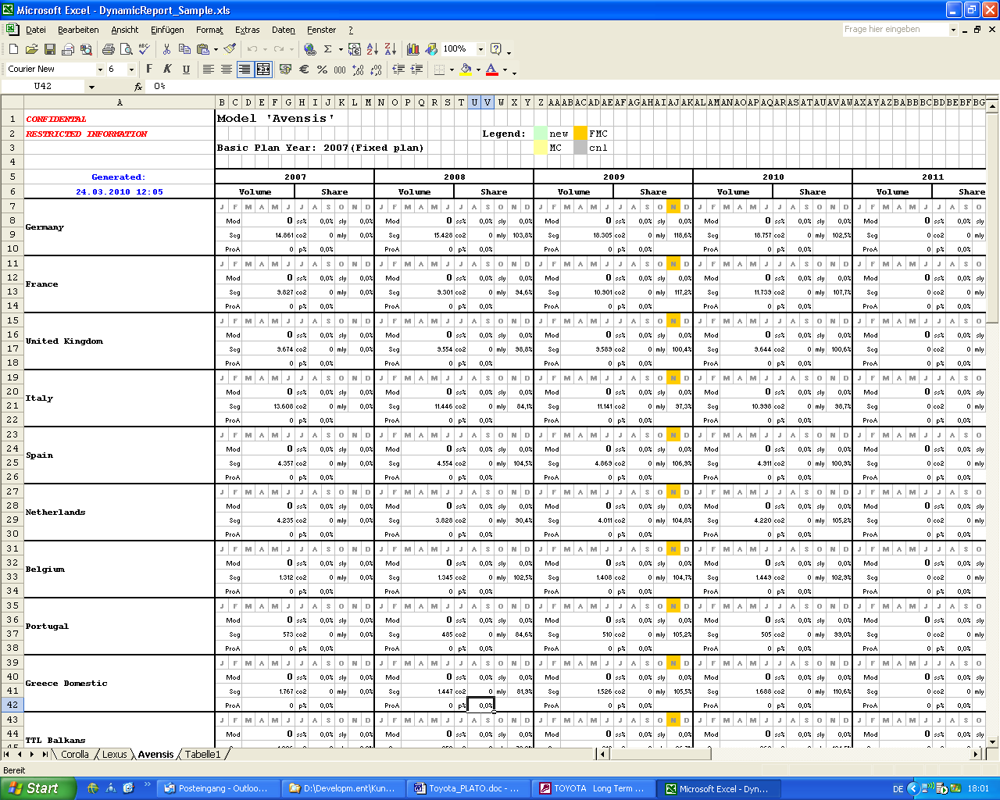 Microsoft Excel - DynamicReport_Sample.xls
Datei Bearbeiten Ansicht Einfügen Format Extras Daten Fenster ? Frage hier eingeben
100%
Courier New 6 F K U € % 000
U42 fx 0%
A B C D E F G H I J K L M N O P Q R S T U V W X Y Z AA AB AC AD AE AF AG AH AI AJ AK AL AM AN AO AP AQ AR AS AT AU AV AW AX AY AZ BA BB BC BD BE BF BG
1 CONFIDENTAL Model 'Avensis'
2 RESTRICTED INFORMATION Legend: new FMC
3 Basic Plan Year: 2007(Fixed plan) MC cnl
4
5 Generated: 2007 2008 2009 2010 2011
6 24.03.2010 12:05 Volume Share Volume Share Volume Share Volume Share Volume Share
7 J F M A M J J A S O N D J F M A M J J A S O N D J F M A M J J A S O N D J F M A M J J A S O N D J F M A M J J A S O
Germany
8 Mod 0 ss% 0,0% sly 0,0% Mod 0 ss% 0,0% sly 0,0% Mod 0 ss% 0,0% sly 0,0% Mod 0 ss% 0,0% sly 0,0% Mod 0 ss% 0,0% sly
9 Seg 14.861 co2 0 mly 0,0% Seg 15.428 co2 0 mly 103,8% Seg 18.305 co2 0 mly 118,6% Seg 18.757 co2 0 mly 102,5% Seg 0 co2 0 mly
10 ProA 0 p% 0,0% ProA 0 p% 0,0% ProA 0 p% 0,0% ProA 0 p% 0,0% ProA 0 p% 0,0%
11 J F M A M J J A S O N D J F M A M J J A S O N D J F M A M J J A S O N D J F M A M J J A S O N D J F M A M J J A S O
France
12 Mod 0 ss% 0,0% sly 0,0% Mod 0 ss% 0,0% sly 0,0% Mod 0 ss% 0,0% sly 0,0% Mod 0 ss% 0,0% sly 0,0% Mod 0 ss% 0,0% sly
13 Seg 9.827 co2 0 mly 0,0% Seg 9.301 co2 0 mly 94,6% Seg 10.901 co2 0 mly 117,2% Seg 11.739 co2 0 mly 107,7% Seg 0 co2 0 mly
14 ProA 0 p% 0,0% ProA 0 p% 0,0% ProA 0 p% 0,0% ProA 0 p% 0,0% ProA 0 p% 0,0%
15 J F M A M J J A S O N D J F M A M J J A S O N D J F M A M J J A S O N D J F M A M J J A S O N D J F M A M J J A S O
United Kingdom
16 Mod 0 ss% 0,0% sly 0,0% Mod 0 ss% 0,0% sly 0,0% Mod 0 ss% 0,0% sly 0,0% Mod 0 ss% 0,0% sly 0,0% Mod 0 ss% 0,0% sly
17 Seg 9.674 co2 0 mly 0,0% Seg 9.554 co2 0 mly 98,8% Seg 9.589 co2 0 mly 100,4% Seg 9.644 co2 0 mly 100,6% Seg 0 co2 0 mly
18 ProA 0 p% 0,0% ProA 0 p% 0,0% ProA 0 p% 0,0% ProA 0 p% 0,0% ProA 0 p% 0,0%
19 J F M A M J J A S O N D J F M A M J J A S O N D J F M A M J J A S O N D J F M A M J J A S O N D J F M A M J J A S O
Italy
20 Mod 0 ss% 0,0% sly 0,0% Mod 0 ss% 0,0% sly 0,0% Mod 0 ss% 0,0% sly 0,0% Mod 0 ss% 0,0% sly 0,0% Mod 0 ss% 0,0% sly
21 Seg 13.608 co2 0 mly 0,0% Seg 11.446 co2 0 mly 84,1% Seg 11.141 co2 0 mly 97,3% Seg 10.998 co2 0 mly 98,7% Seg 0 co2 0 mly
22 ProA 0 p% 0,0% ProA 0 p% 0,0% ProA 0 p% 0,0% ProA 0 p% 0,0% ProA 0 p% 0,0%
23 J F M A M J J A S O N D J F M A M J J A S O N D J F M A M J J A S O N D J F M A M J J A S O N D J F M A M J J A S O
Spain
24 Mod 0 ss% 0,0% sly 0,0% Mod 0 ss% 0,0% sly 0,0% Mod 0 ss% 0,0% sly 0,0% Mod 0 ss% 0,0% sly 0,0% Mod 0 ss% 0,0% sly
25 Seg 4.357 co2 0 mly 0,0% Seg 4.554 co2 0 mly 104,5% Seg 4.869 co2 0 mly 106,9% Seg 4.911 co2 0 mly 100,9% Seg 0 co2 0 mly
26 ProA 0 p% 0,0% ProA 0 p% 0,0% ProA 0 p% 0,0% ProA 0 p% 0,0% ProA 0 p% 0,0%
27 J F M A M J J A S O N D J F M A M J J A S O N D J F M A M J J A S O N D J F M A M J J A S O N D J F M A M J J A S O
Netherlands
28 Mod 0 ss% 0,0% sly 0,0% Mod 0 ss% 0,0% sly 0,0% Mod 0 ss% 0,0% sly 0,0% Mod 0 ss% 0,0% sly 0,0% Mod 0 ss% 0,0% sly
29 Seg 4.235 co2 0 mly 0,0% Seg 3.828 co2 0 mly 90,4% Seg 4.011 co2 0 mly 104,8% Seg 4.220 co2 0 mly 105,2% Seg 0 co2 0 mly
30 ProA 0 p% 0,0% ProA 0 p% 0,0% ProA 0 p% 0,0% ProA 0 p% 0,0% ProA 0 p% 0,0%
31 J F M A M J J A S O N D J F M A M J J A S O N D J F M A M J J A S O N D J F M A M J J A S O N D J F M A M J J A S O
Belgium
32 Mod 0 ss% 0,0% sly 0,0% Mod 0 ss% 0,0% sly 0,0% Mod 0 ss% 0,0% sly 0,0% Mod 0 ss% 0,0% sly 0,0% Mod 0 ss% 0,0% sly
33 Seg 1.312 co2 0 mly 0,0% Seg 1.345 co2 0 mly 102,5% Seg 1.408 co2 0 mly 104,7% Seg 1.449 co2 0 mly 102,9% Seg 0 co2 0 mly
34 ProA 0 p% 0,0% ProA 0 p% 0,0% ProA 0 p% 0,0% ProA 0 p% 0,0% ProA 0 p% 0,0%
35 J F M A M J J A S O N D J F M A M J J A S O N D J F M A M J J A S O N D J F M A M J J A S O N D J F M A M J J A S O
Portugal
36 Mod 0 ss% 0,0% sly 0,0% Mod 0 ss% 0,0% sly 0,0% Mod 0 ss% 0,0% sly 0,0% Mod 0 ss% 0,0% sly 0,0% Mod 0 ss% 0,0% sly
37 Seg 573 co2 0 mly 0,0% Seg 485 co2 0 mly 84,6% Seg 510 co2 0 mly 105,2% Seg 505 co2 0 mly 99,0% Seg 0 co2 0 mly
38 ProA 0 p% 0,0% ProA 0 p% 0,0% ProA 0 p% 0,0% ProA 0 p% 0,0% ProA 0 p% 0,0%
39 J F M A M J J A S O N D J F M A M J J A S O N D J F M A M J J A S O N D J F M A M J J A S O N D J F M A M J J A S O
Greece Domestic
40 Mod 0 ss% 0,0% sly 0,0% Mod 0 ss% 0,0% sly 0,0% Mod 0 ss% 0,0% sly 0,0% Mod 0 ss% 0,0% sly 0,0% Mod 0 ss% 0,0% sly
41 Seg 1.767 co2 0 mly 0,0% Seg 1.447 co2 0 mly 81,9% Seg 1.526 co2 0 mly 105,5% Seg 1.688 co2 0 mly 110,6% Seg 0 co2 0 mly
42 ProA 0 p% 0,0% ProA 0 p% 0,0% ProA 0 p% 0,0% ProA 0 p% 0,0% ProA 0 p% 0,0%
43 J F M A M J J A S O N D J F M A M J J A S O N D J F M A M J J A S O N D J F M A M J J A S O N D J F M A M J J A S O
44 Mod 0 ss% 0,0% sly 0,0% Mod 0 ss% 0,0% sly 0,0% Mod 0 ss% 0,0% sly 0,0% Mod 0 ss% 0,0% sly 0,0% Mod 0 ss% 0,0% sly
TTL Balkans
Corolla Lexus Avensis Tabelle1
Bereit
Start Posteingang - Outloo... D:\Developm.ent\Kun... Toyota_PLATO.doc - ... TOYOTA Long Term ... Microsoft Excel - Dyn... DE 18:01